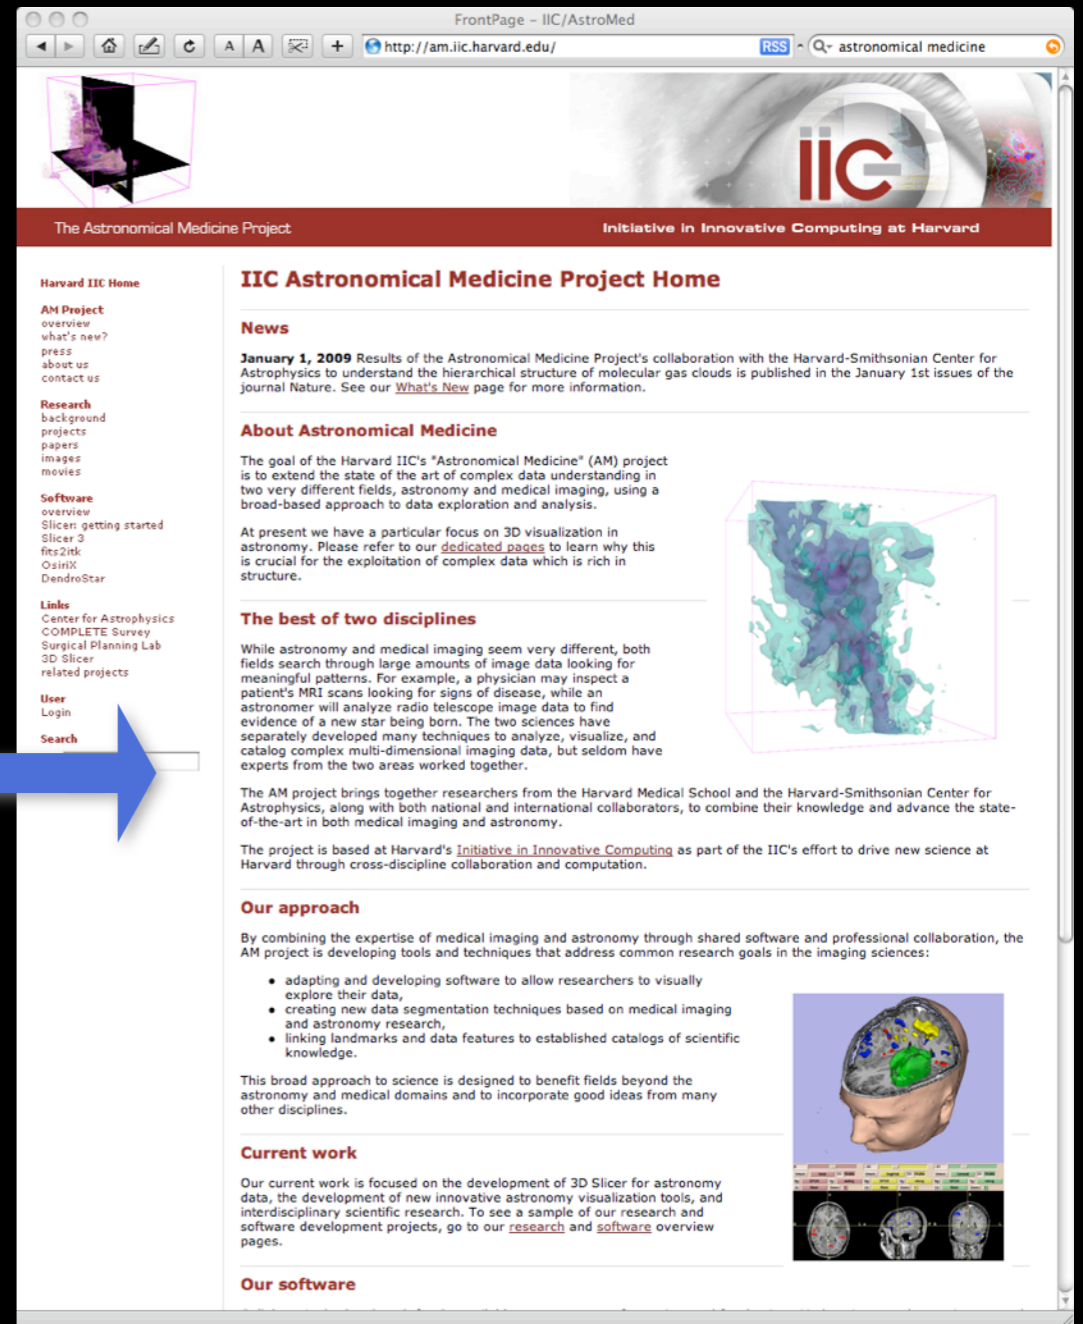 FrontPage – IIC/AstroMed
A A + http://am.iic.harvard.edu/ RSS Q astronomical medicine
iic
The Astronomical Medicine Project
Initiative in Innovative Computing at Harvard
Harvard IIC Home
AM Project
overview
what's new?
press
about us
contact us
Research
background
projects
papers
images
movies
Software
overview
Slicer: getting started
Slicer 3
fits2itk
OsiriX
DendroStar
Links
Center for Astrophysics
COMPLETE Survey
Surgical Planning Lab
3D Slicer
related projects
User
Login
Search
IIC Astronomical Medicine Project Home
News
January 1, 2009 Results of the Astronomical Medicine Project's collaboration with the Harvard-Smithsonian Center for
Astrophysics to understand the hierarchical structure of molecular gas clouds is published in the January 1st issues of the
journal Nature. See our What's New page for more information.
About Astronomical Medicine
The goal of the Harvard IIC's "Astronomical Medicine" (AM) project
is to extend the state of the art of complex data understanding in
two very different fields, astronomy and medical imaging, using a
broad-based approach to data exploration and analysis.
At present we have a particular focus on 3D visualization in
astronomy. Please refer to our dedicated pages to learn why this
is crucial for the exploitation of complex data which is rich in
structure.
The best of two disciplines
While astronomy and medical imaging seem very different, both
fields search through large amounts of image data looking for
meaningful patterns. For example, a physician may inspect a
patient's MRI scans looking for signs of disease, while an
astronomer will analyze radio telescope image data to find
evidence of a new star being born. The two sciences have
separately developed many techniques to analyze, visualize, and
catalog complex multi-dimensional imaging data, but seldom have
experts from the two areas worked together.
The AM project brings together researchers from the Harvard Medical School and the Harvard-Smithsonian Center for
Astrophysics, along with both national and international collaborators, to combine their knowledge and advance the state-
of-the-art in both medical imaging and astronomy.
The project is based at Harvard's Initiative in Innovative Computing as part of the IIC's effort to drive new science at
Harvard through cross-discipline collaboration and computation.
Our approach
By combining the expertise of medical imaging and astronomy through shared software and professional collaboration, the
AM project is developing tools and techniques that address common research goals in the imaging sciences:
• adapting and developing software to allow researchers to visually
explore their data,
• creating new data segmentation techniques based on medical imaging
and astronomy research,
• linking landmarks and data features to established catalogs of scientific
knowledge.
This broad approach to science is designed to benefit fields beyond the
astronomy and medical domains and to incorporate good ideas from many
other disciplines.
Current work
Our current work is focused on the development of 3D Slicer for astronomy
data, the development of new innovative astronomy visualization tools, and
interdisciplinary scientific research. To see a sample of our research and
software development projects, go to our research and software overview
pages.
Our software